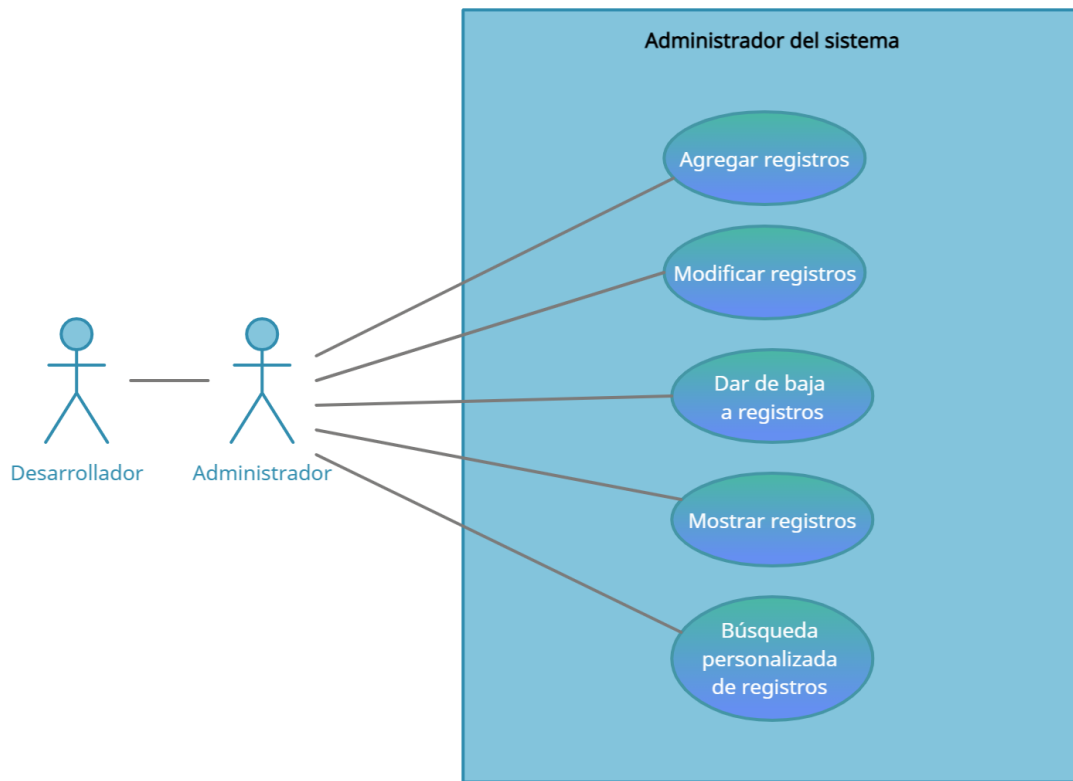 Administrador del sistema
Agregar registros
Modificar registros
Dar de baja
a registros
Desarrollador
Administrador
Mostrar registros
Búsqueda
personalizada
de registros